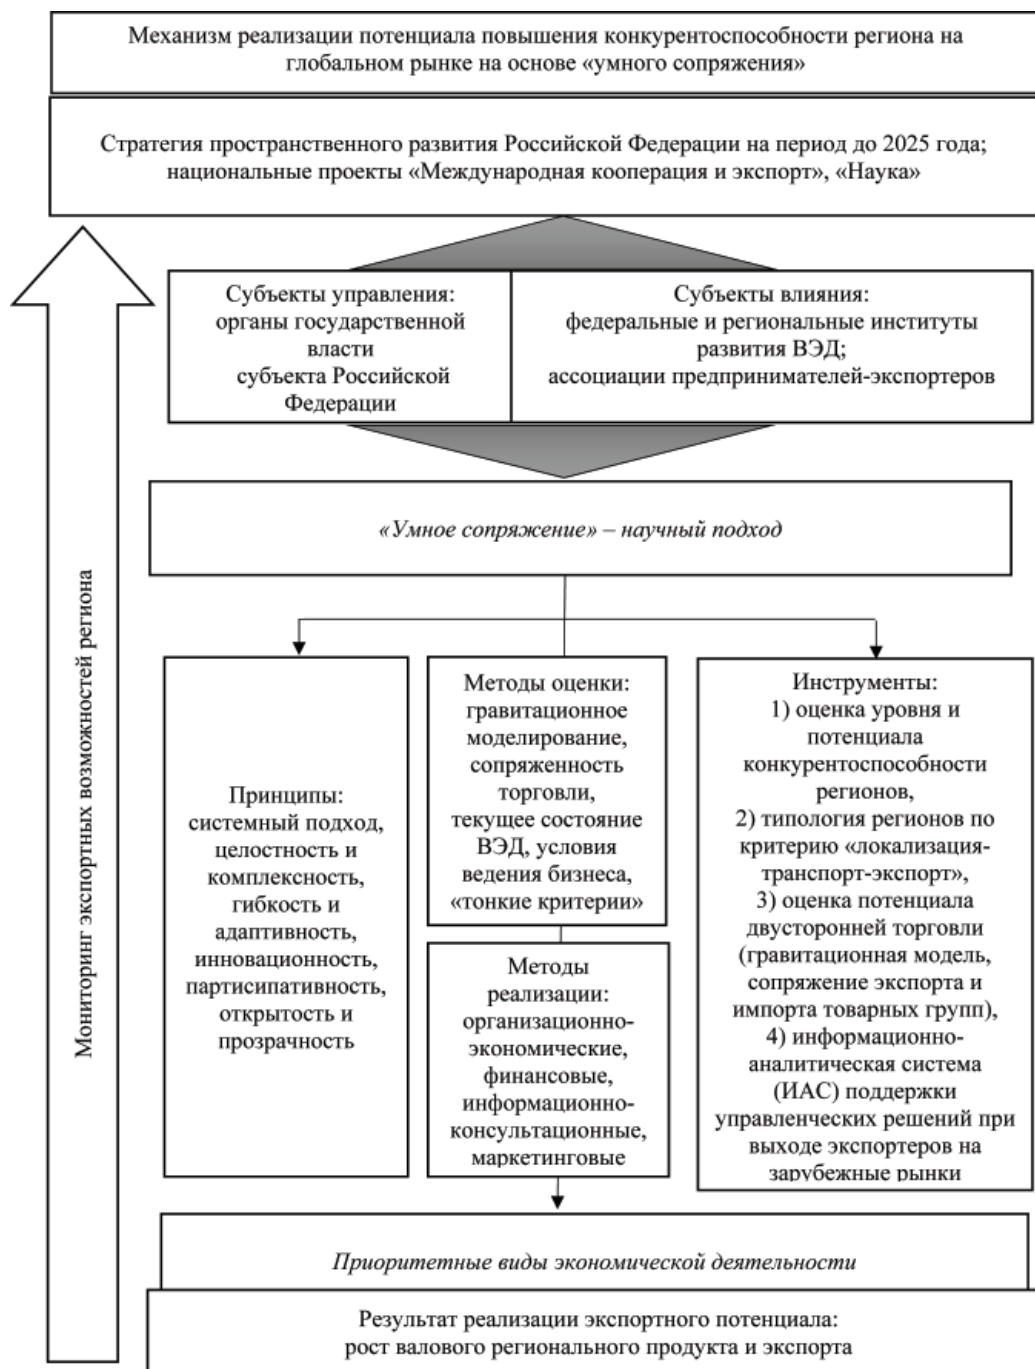 Механизм реализации потенциала повышения конкурентоспособности региона на
глобальном рынке на основе «умного сопряжения»
Стратегия пространственного развития Российской Федерации на период до 2025 года;
национальные проекты «Международная кооперация и экспорт», «Наука»
Мониторинг экспортных возможностей региона
Субъекты управления:
органы государственной
власти
субъекта Российской
Федерации
Субъекты влияния:
федеральные и региональные институты
развития ВЭД;
ассоциации предпринимателей-экспортеров
«Умное сопряжение» – научный подход
Принципы:
системный подход,
целостность и
комплексность,
гибкость и
адаптивность,
инновационность,
партисипативность,
открытость и
прозрачность
Методы оценки:
гравитационное
моделирование,
сопряженность
торговли,
текущее состояние
ВЭД, условия
ведения бизнеса,
«тонкие критерии»
Методы
реализации:
организационно-
экономические,
финансовые,
информационно-
консультационные,
маркетинговые
Инструменты:
1) оценка уровня и
потенциала
конкурентоспособности
регионов,
2) типология регионов по
критерию «локализация-
транспорт-экспорт»,
3) оценка потенциала
двусторонней торговли
(гравитационная модель,
сопряжение экспорта и
импорта товарных групп),
4) информационно-
аналитическая система
(ИАС) поддержки
управленческих решений при
выходе экспортеров на
зарубежные рынки
Приоритетные виды экономической деятельности
Результат реализации экспортного потенциала:
рост валового регионального продукта и экспорта